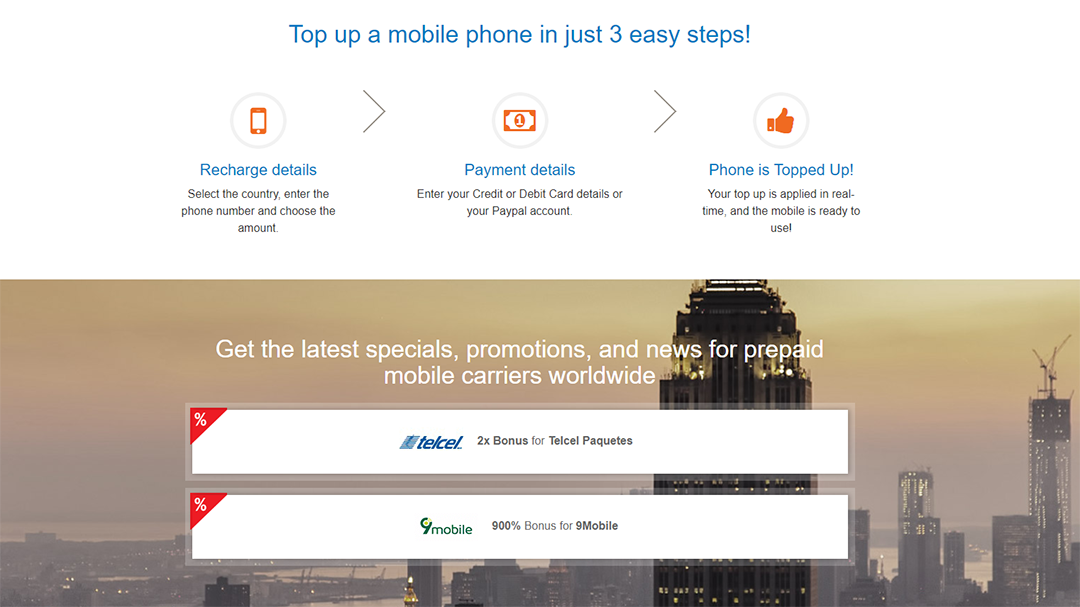 Top up a mobile phone in just 3 easy steps!
1
Recharge details
Select the country, enter the
phone number and choose the
amount.
Payment details
Enter your Credit or Debit Card details or
your Paypal account.
Phone is Topped Up!
Your top up is applied in real-
time, and the mobile is ready to
use!
Get the latest specials, promotions, and news for prepaid
mobile carriers worldwide
%
telcel 2x Bonus for Telcel Paquetes
%
9mobile 900% Bonus for 9Mobile